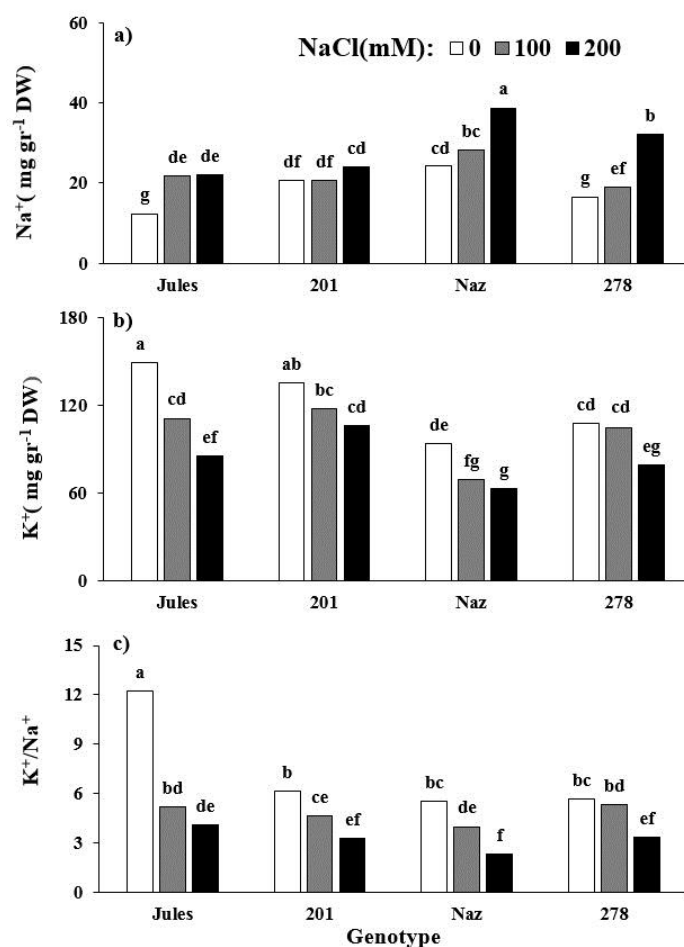 a) NaCl(mM): 0 100 200
Na⁺( mg gr⁻¹ DW)
60
40
20
0
g de de df df cd cd bc a g ef b
Jules 201 Naz 278
b)
K⁺( mg gr⁻¹ DW)
180
120
60
0
a cd ef ab bc cd de fg g cd cd eg
Jules 201 Naz 278
c)
K⁺/Na⁺
15
12
9
6
3
0
a bd de b ce ef bc de f bc bd ef
Jules 201 Naz 278
Genotype